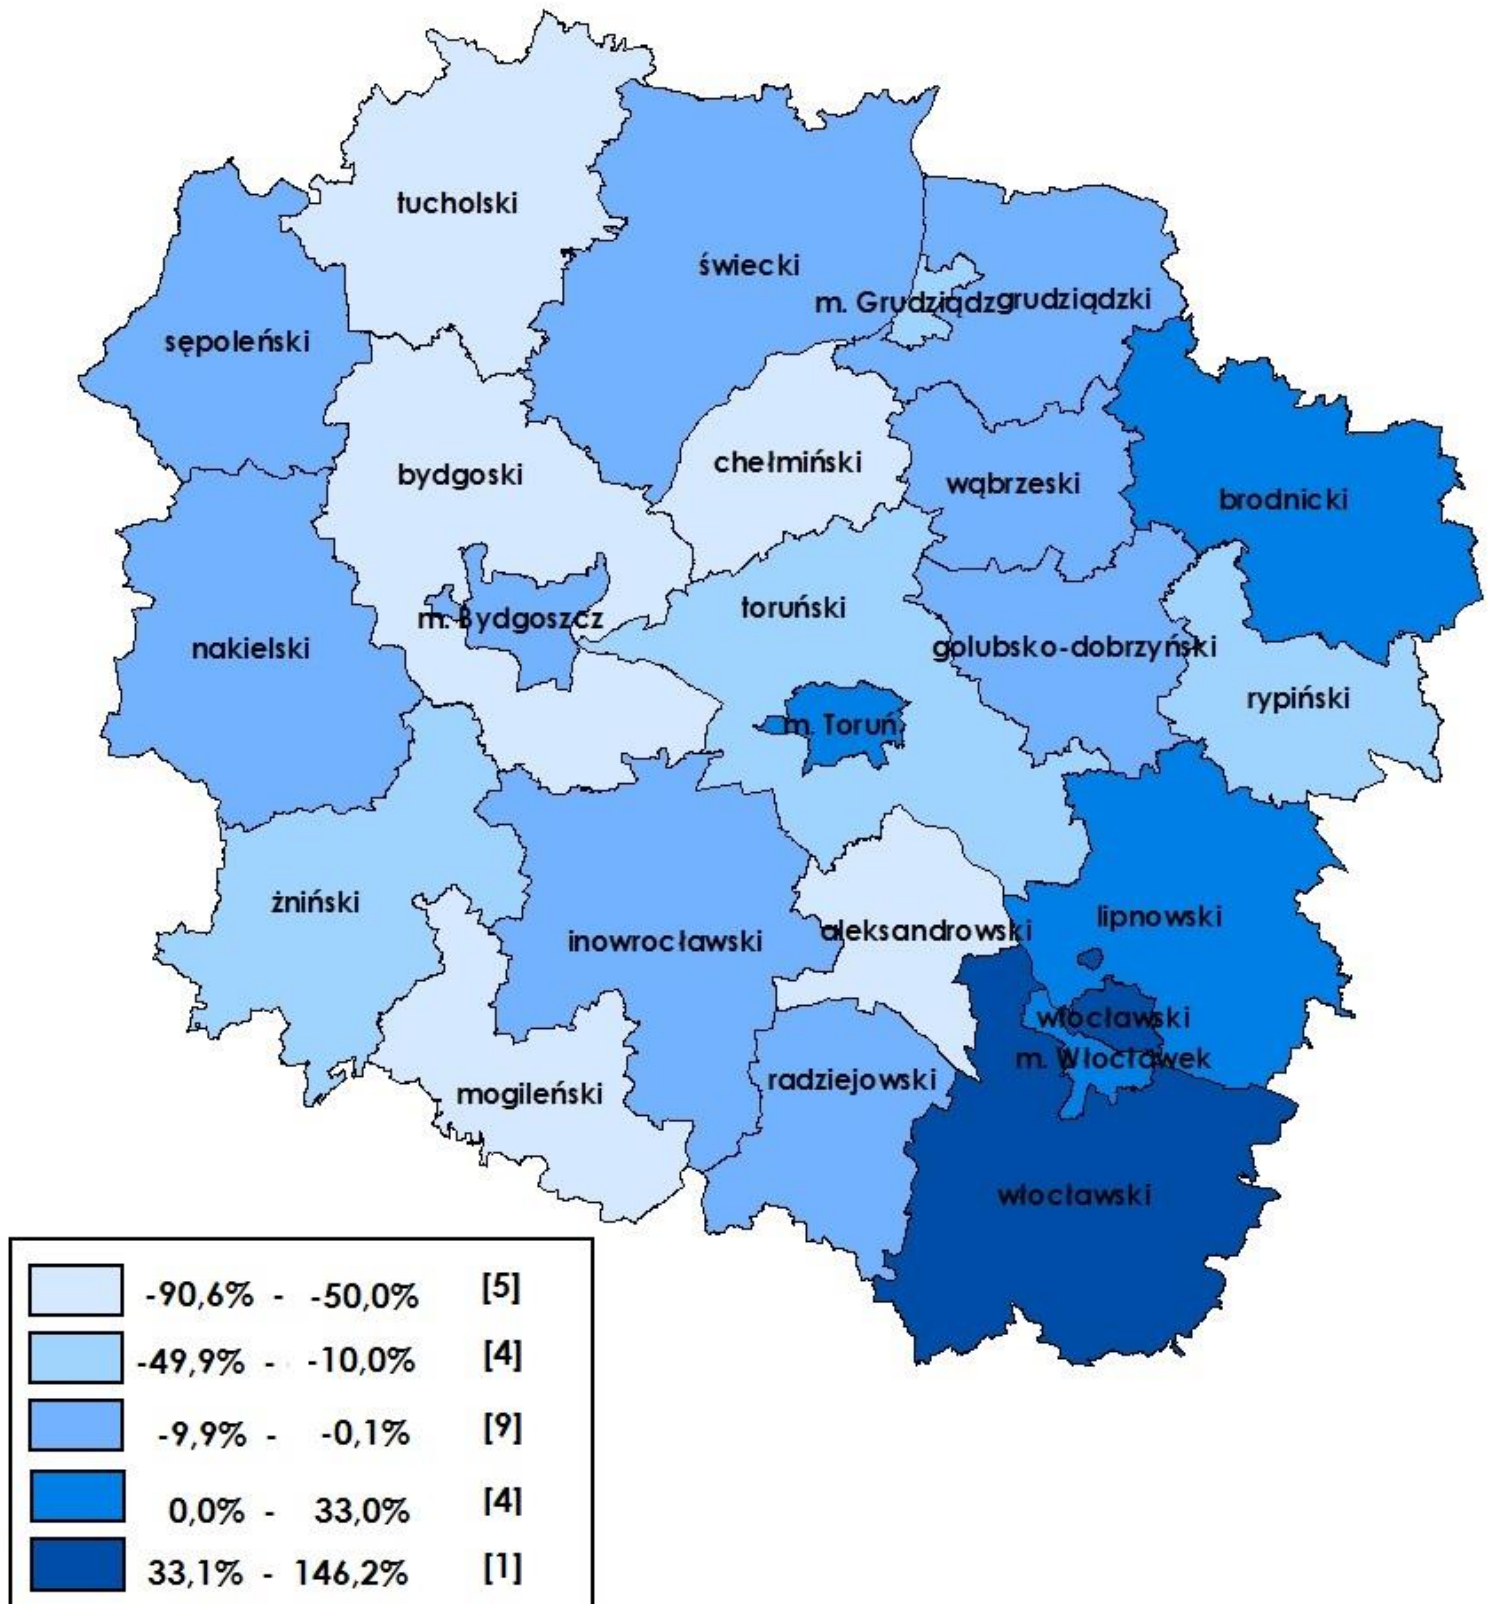 tucholski
świecki
m. Grudziądz
grudziądzki
sępoleński
bydgoski
chełmiński
wąbrzeski
brodnicki
m. Bydgoszcz
toruński
nakielski
golubsko-dobrzyński
rypiński
m. Toruń
żniński
inowrocławski
aleksandrowski
lipnowski
włocławski
m. Włocławek
mogileński
radziejowski
włocławski
-90,6% - -50,0% [5]
-49,9% - -10,0% [4]
-9,9% - -0,1% [9]
0,0% - 33,0% [4]
33,1% - 146,2% [1]